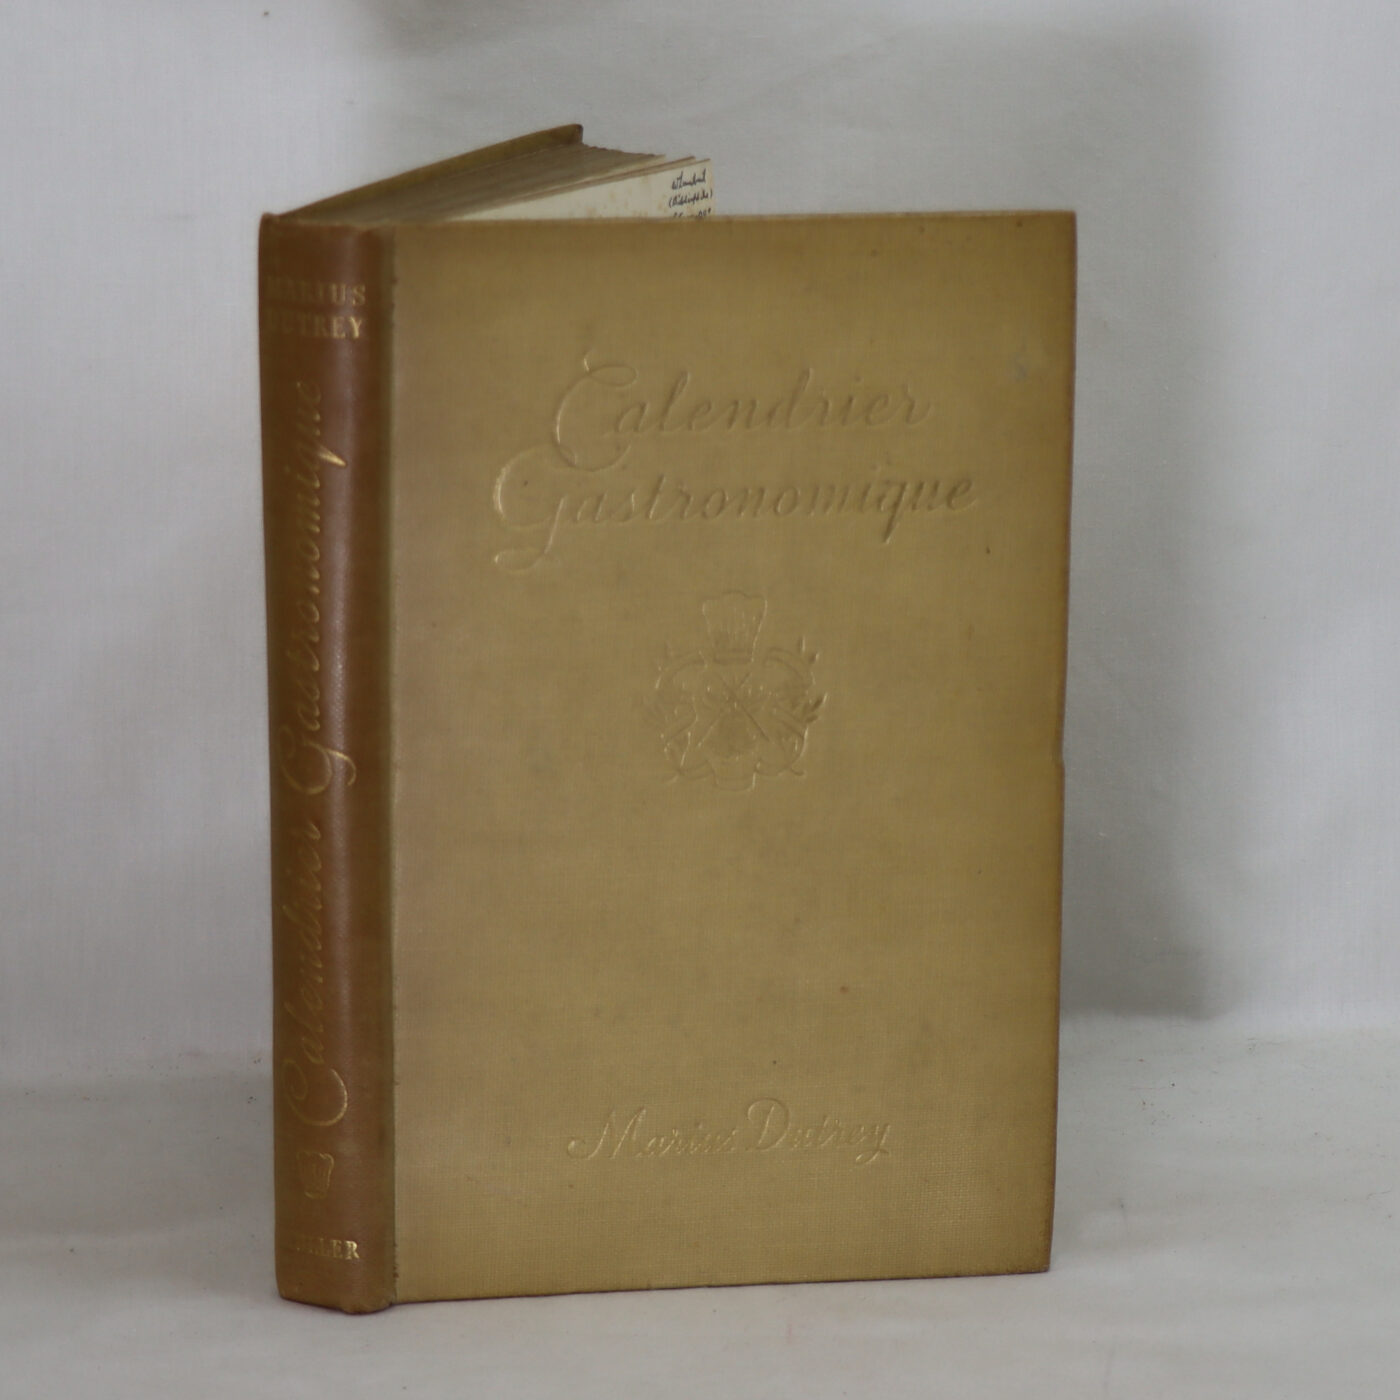 MARIUS
DUTREY
Calendrier Gastronomique
Calendrier
Gastronomique
Marius Dutrey